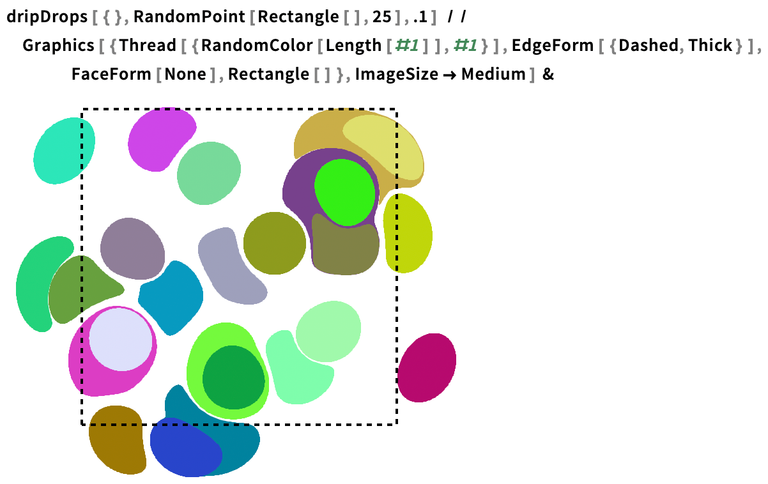 dripDrops[{}, RandomPoint[Rectangle[], 25], .1] //
Graphics[{Thread[{RandomColor[Length[#1]], #1}], EdgeForm[{Dashed, Thick}],
FaceForm[None], Rectangle[]}, ImageSize → Medium] &